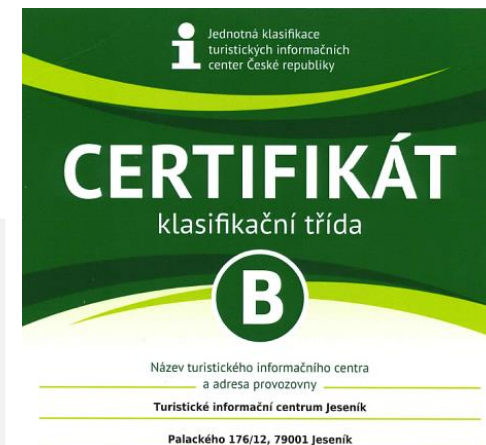 Jednotná klasifikace
turistických informačních
center České republiky
CERTIFIKÁT
klasifikační třída
B
Název turistického informačního centra
a adresa provozovny
Turistické informační centrum Jeseník
Palackého 176/12, 79001 Jeseník